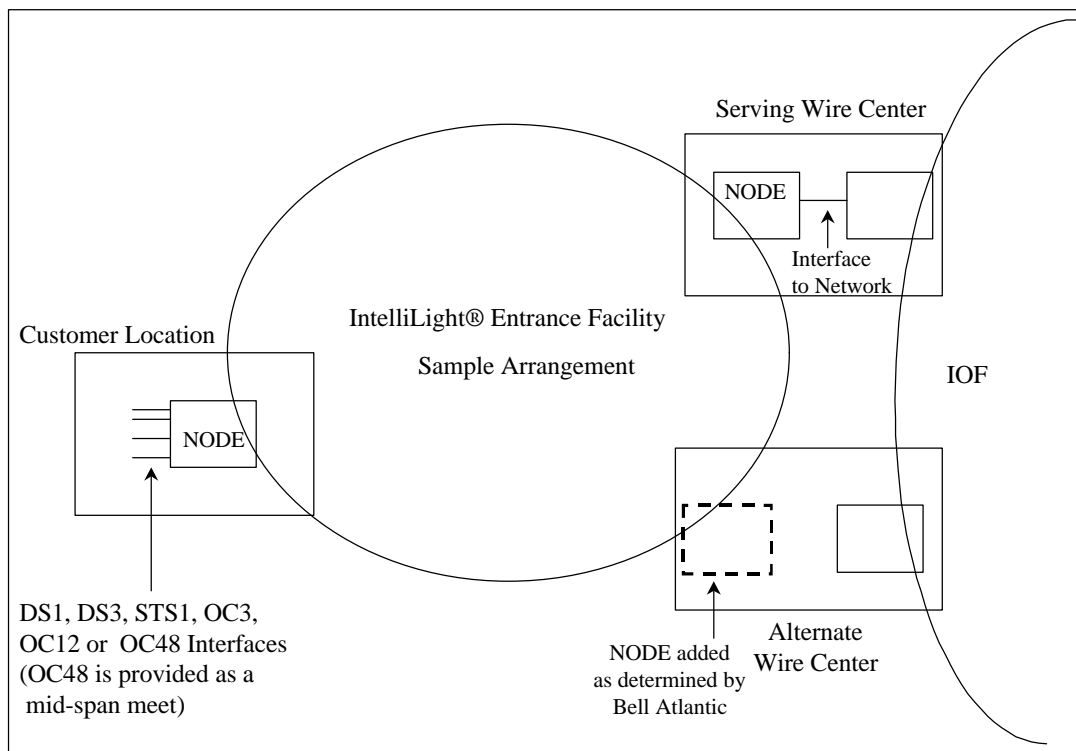 Serving Wire Center
NODE
Interface
to Network
IntelliLight® Entrance Facility
Sample Arrangement
Customer Location
NODE
IOF
DS1, DS3, STS1, OC3,
OC12 or OC48 Interfaces
(OC48 is provided as a
mid-span meet)
NODE added
as determined by
Bell Atlantic
Alternate
Wire Center